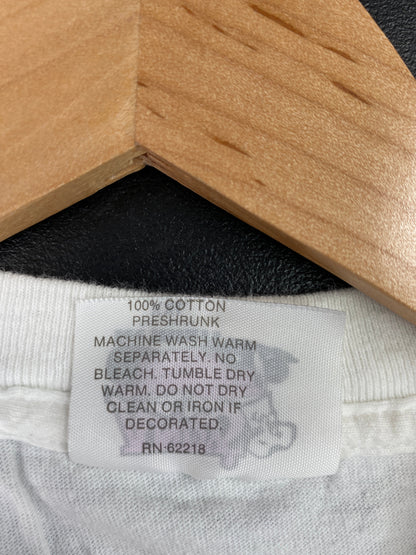 100% COTTON
PRESHRUNK
MACHINE WASH WARM
SEPARATELY. NO
BLEACH. TUMBLE DRY
WARM. DO NOT DRY
CLEAN OR IRON IF
DECORATED.
RN-62218